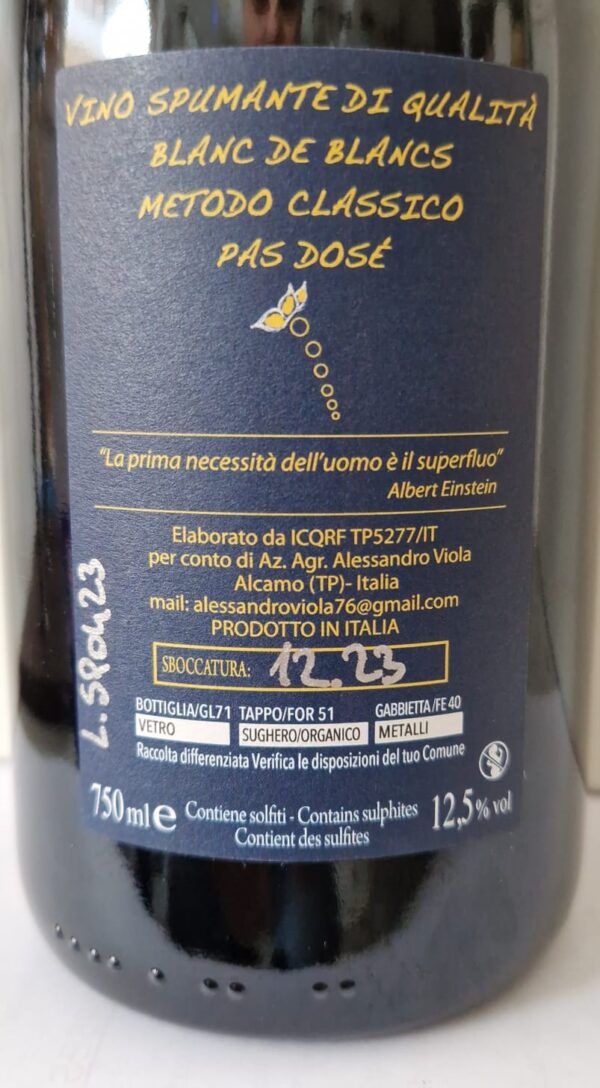 VINO SPUMANTE DI QUALITÀ
BLANC DE BLANCS
METODO CLASSICO
PAS DOSÉ
"La prima necessità dell'uomo è il superfluo"
Albert Einstein
Elaborato da ICQRF TP5277/IT
per conto di Az. Agr. Alessandro Viola
Alcamo (TP)- Italia
mail: alessandroviola76@gmail.com
PRODOTTO IN ITALIA
SBOCCATURA: 12.23
BOTTIGLIA/GL71 TAPPO/FOR 51 GABBIETTA/FE 40
VETRO SUGHERO/ORGANICO METALLI
Raccolta differenziata Verifica le disposizioni del tuo Comune
750 ml e Contiene solfiti - Contains sulphites 12,5% vol
Contient des sulfites